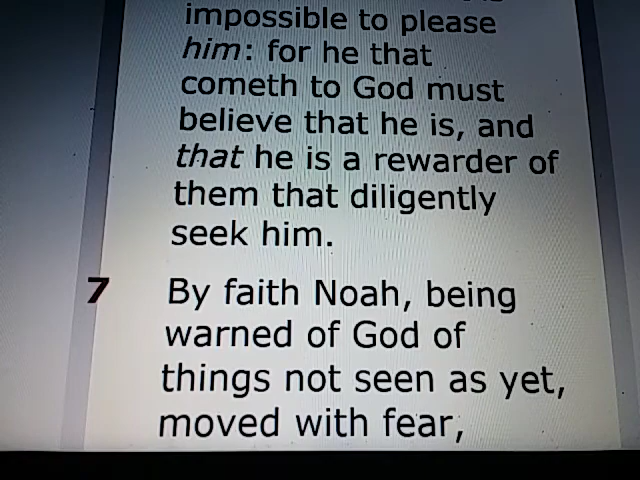 impossible to please
him: for he that
cometh to God must
believe that he is, and
that he is a rewarder of
them that diligently
seek him.
7 By faith Noah, being
warned of God of
things not seen as yet,
moved with fear,